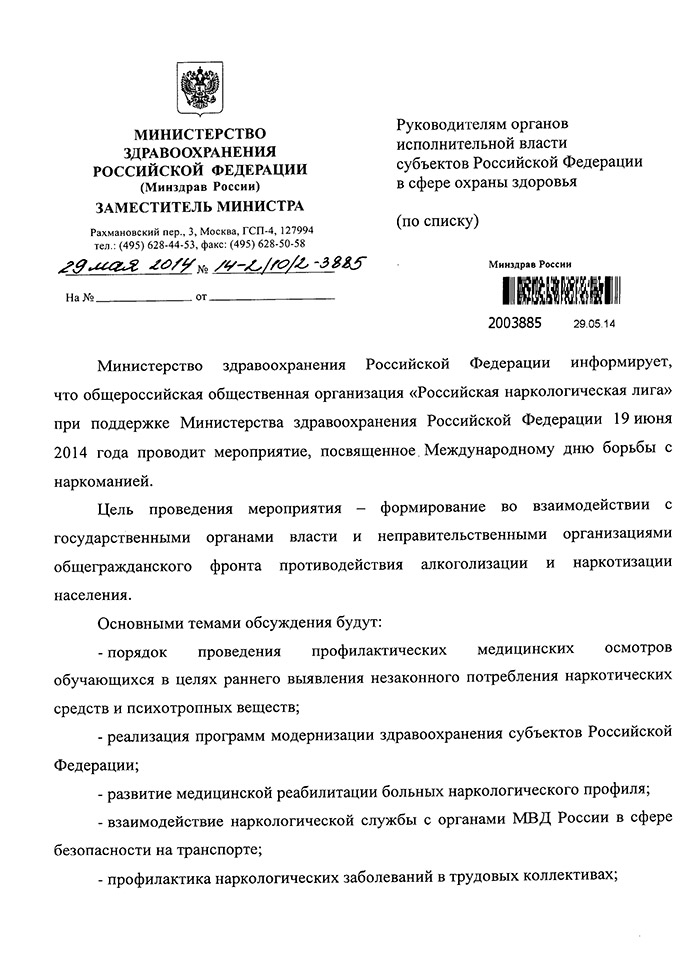 МИНИСТЕРСТВО
ЗДРАВООХРАНЕНИЯ
РОССИЙСКОЙ ФЕДЕРАЦИИ
(Минздрав России)
ЗАМЕСТИТЕЛЬ МИНИСТРА
Рахмановский пер., 3, Москва, ГСП-4, 127994
тел.: (495) 628-44-53, факс: (495) 628-50-58
29 мая 2014 № 14-2/10/2-3885
На № от
Руководителям органов
исполнительной власти
субъектов Российской Федерации
в сфере охраны здоровья
(по списку)
Минздрав России
2003885 29.05.14
Министерство здравоохранения Российской Федерации информирует,
что общероссийская общественная организация «Российская наркологическая лига»
при поддержке Министерства здравоохранения Российской Федерации 19 июня
2014 года проводит мероприятие, посвященное Международному дню борьбы с
наркоманией.
Цель проведения мероприятия – формирование во взаимодействии с
государственными органами власти и неправительственными организациями
общегражданского фронта противодействия алкоголизации и наркотизации
населения.
Основными темами обсуждения будут:
- порядок проведения профилактических медицинских осмотров
обучающихся в целях раннего выявления незаконного потребления наркотических
средств и психотропных веществ;
- реализация программ модернизации здравоохранения субъектов Российской
Федерации;
- развитие медицинской реабилитации больных наркологического профиля;
- взаимодействие наркологической службы с органами МВД России в сфере
безопасности на транспорте;
- профилактика наркологических заболеваний в трудовых коллективах;